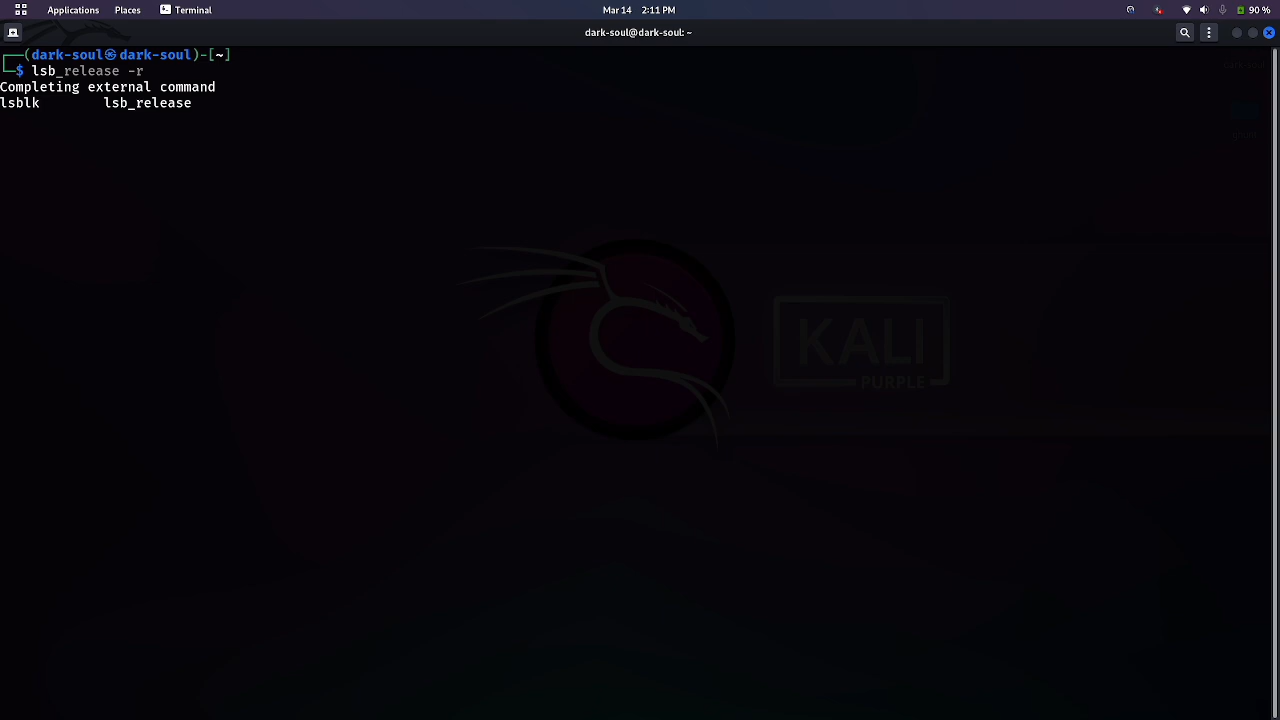 Applications Places Terminal Mar 14 2:11 PM 90 %
dark-soul@dark-soul: ~
┌──(dark-soul㉿dark-soul)-[~]
└─$ lsb_release -r
Completing external command
lsblk lsb_release
KALI
PURPLE